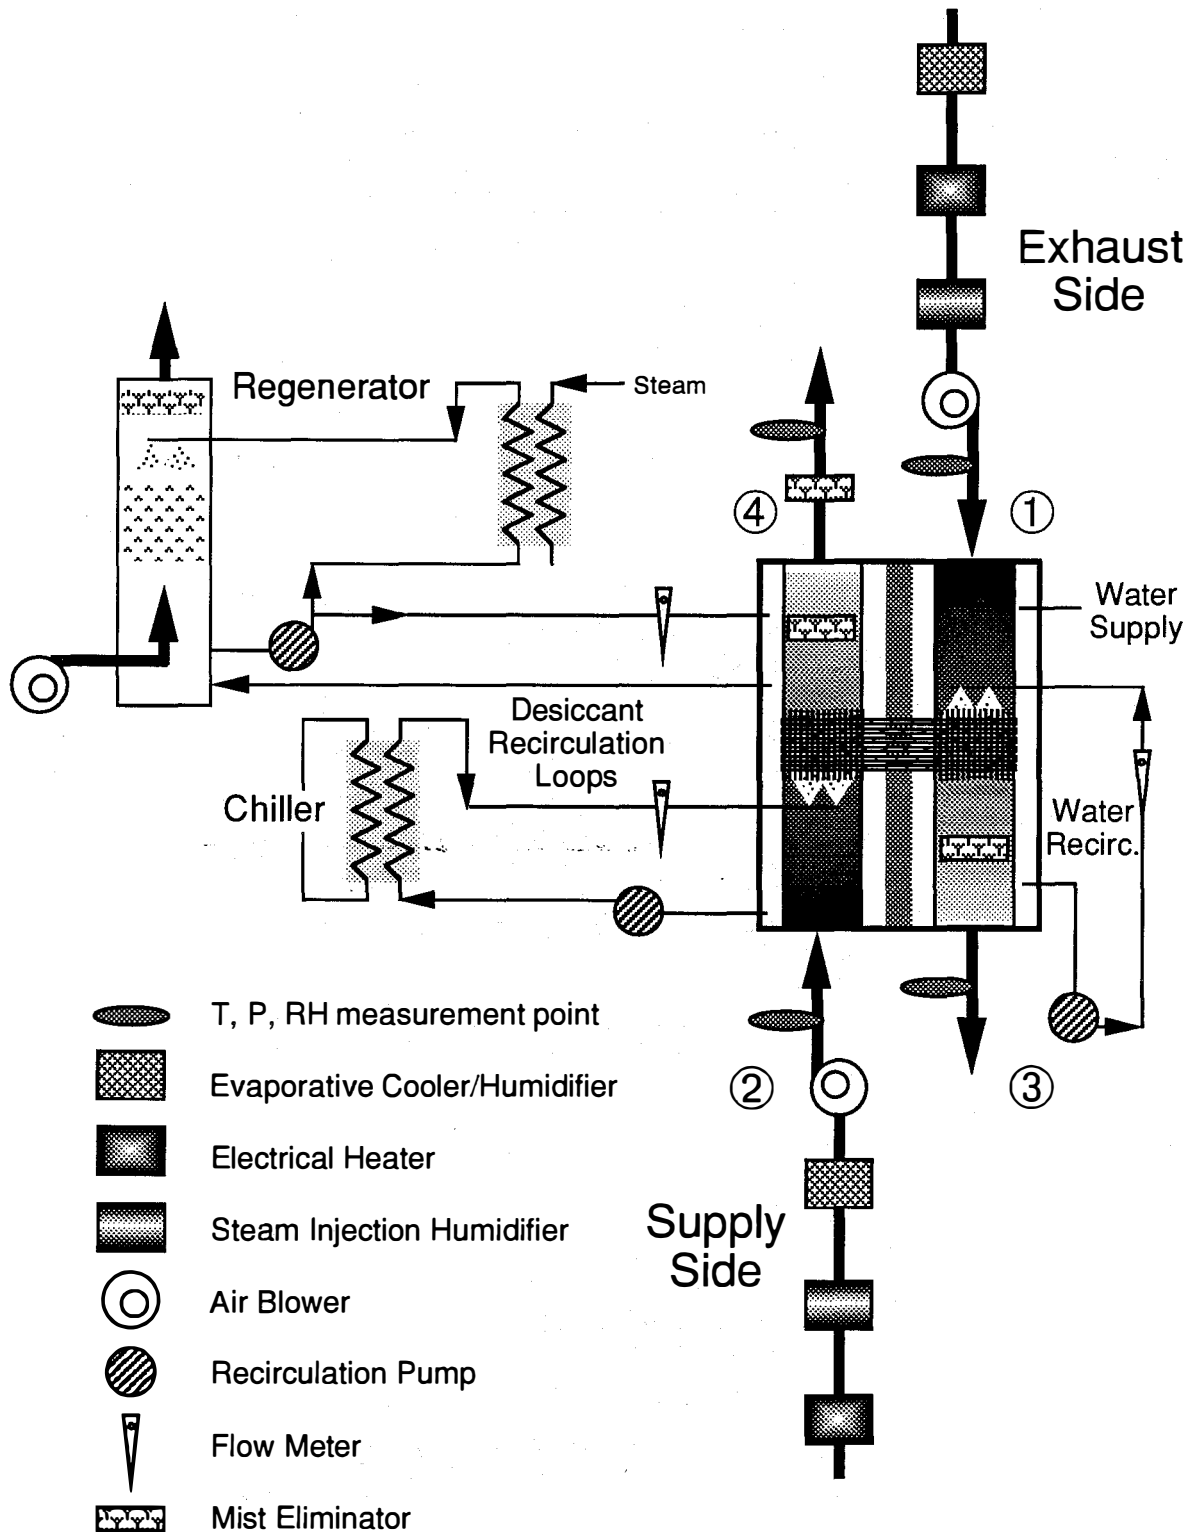 Exhaust
Side
Regenerator
Steam
④
①
Water
Supply
Desiccant
Recirculation
Loops
Chiller
Water
Recirc.
T, P, RH measurement point
②
③
Evaporative Cooler/Humidifier
Electrical Heater
Supply
Side
Steam Injection Humidifier
Air Blower
Recirculation Pump
Flow Meter
Mist Eliminator